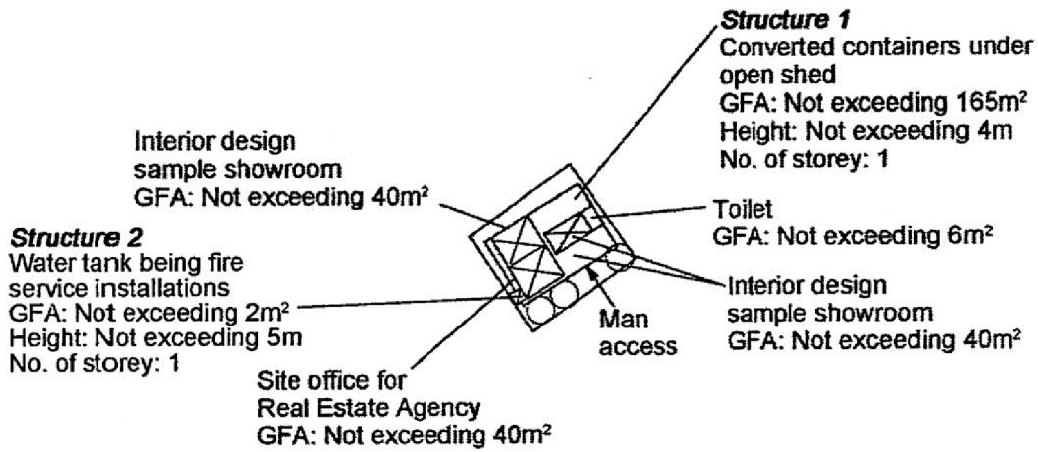 Structure 1
Converted containers under
open shed
GFA: Not exceeding 165m²
Height: Not exceeding 4m
No. of storey: 1
Interior design
sample showroom
GFA: Not exceeding 40m²
Toilet
GFA: Not exceeding 6m²
Structure 2
Water tank being fire
service installations
GFA: Not exceeding 2m²
Height: Not exceeding 5m
No. of storey: 1
Interior design
sample showroom
GFA: Not exceeding 40m²
Man
access
Site office for
Real Estate Agency
GFA: Not exceeding 40m²